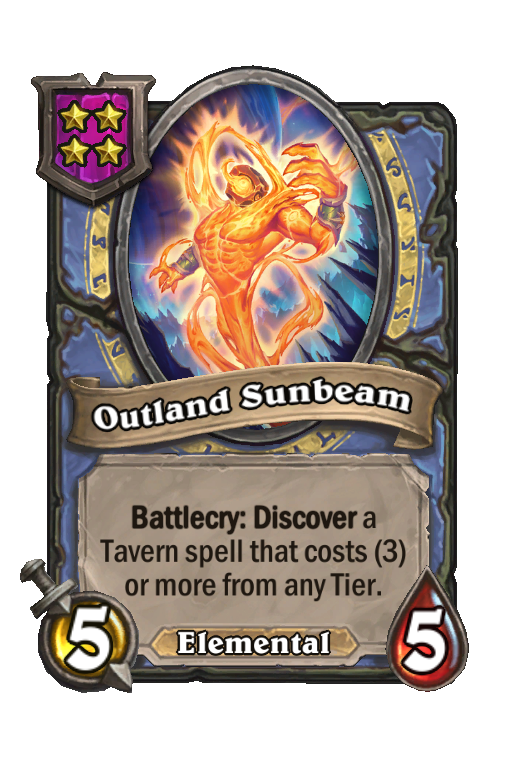 Outland Sunbeam
Battlecry: Discover a
Tavern spell that costs (3)
or more from any Tier.
5
Elemental
5